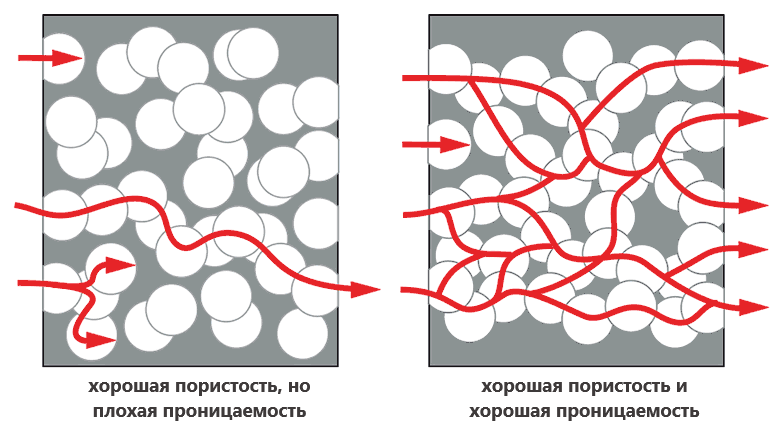 хорошая пористость, но
плохая проницаемость
хорошая пористость и
хорошая проницаемость